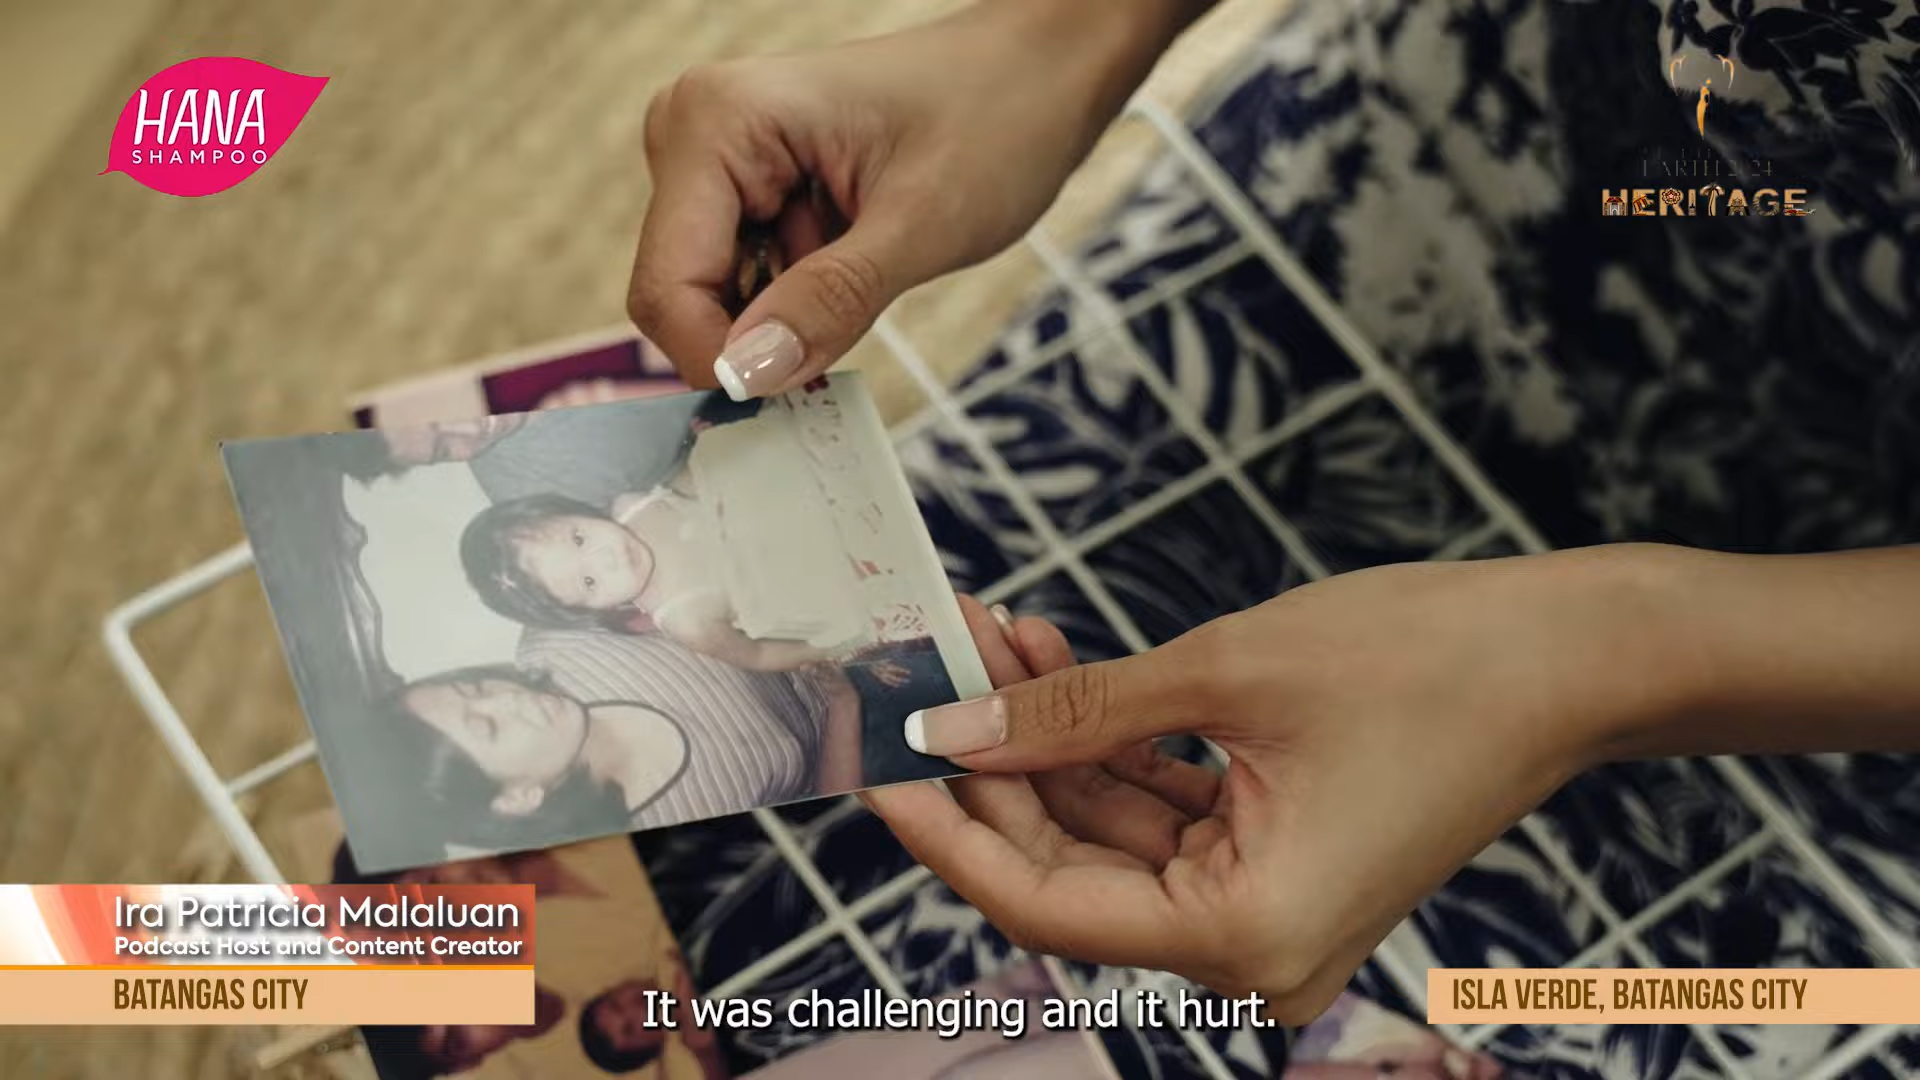 HANA
SHAMPOO
HERITAGE
Ira Patricia Malaluan
Podcast Host and Content Creator
BATANGAS CITY
It was challenging and it hurt.
ISLA VERDE, BATANGAS CITY